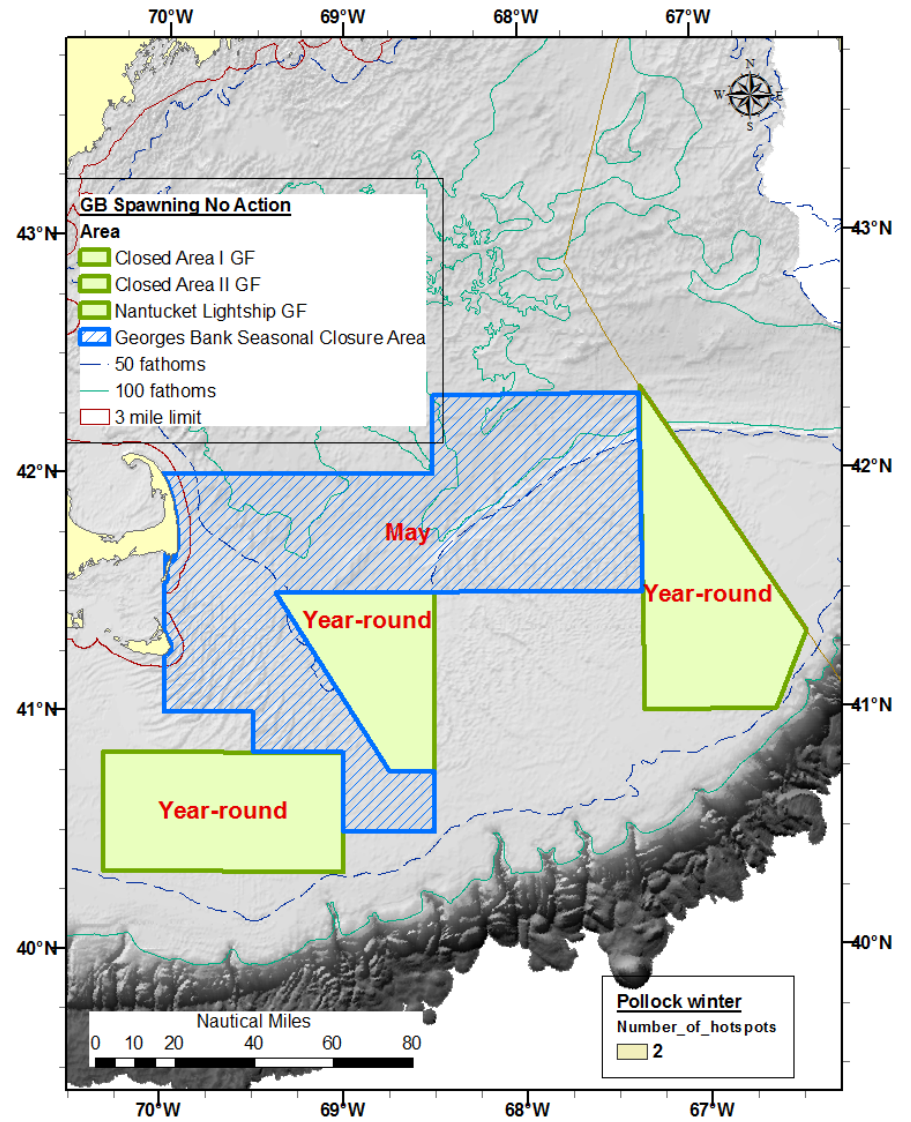 70°W 69°W 68°W 67°W
N
W E
S
GB Spawning No Action
Area
43°N 43°N
Closed Area I GF
Closed Area II GF
Nantucket Lightship GF
Georges Bank Seasonal Closure Area
50 fathoms
100 fathoms
3 mile limit
42°N 42°N
May
Year-round
Year-round
41°N 41°N
Year-round
40°N 40°N
Pollock winter
Number_of_hotspots
2
Nautical Miles
0 10 20 40 60 80
70°W 69°W 68°W 67°W